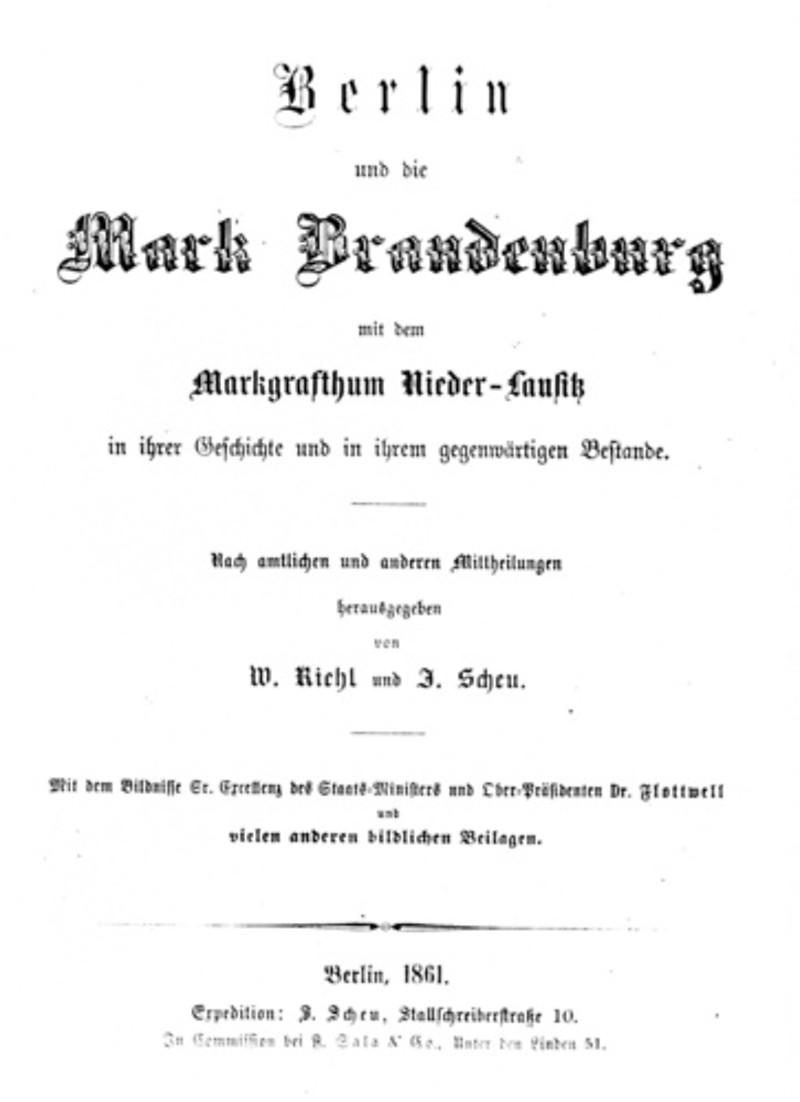 Berlin
und die
Mark Brandenburg
mit dem
Markgrafthum Nieder-Lausitz
in ihrer Geschichte und in ihrem gegenwärtigen Bestande.
Nach amtlichen und anderen Mittheilungen
herausgegeben
von
W. Riehl und J. Scheu.
Mit dem Bildnisse Sr. Excellenz des Staats-Ministers und Ober-Präsidenten Dr. Flottwell
und
vielen anderen bildlichen Beilagen.
Berlin, 1861.
Expedition: J. Scheu, Stallschreiberstraße 10.
In Commission bei A. Sala & Co., Unter den Linden 51.